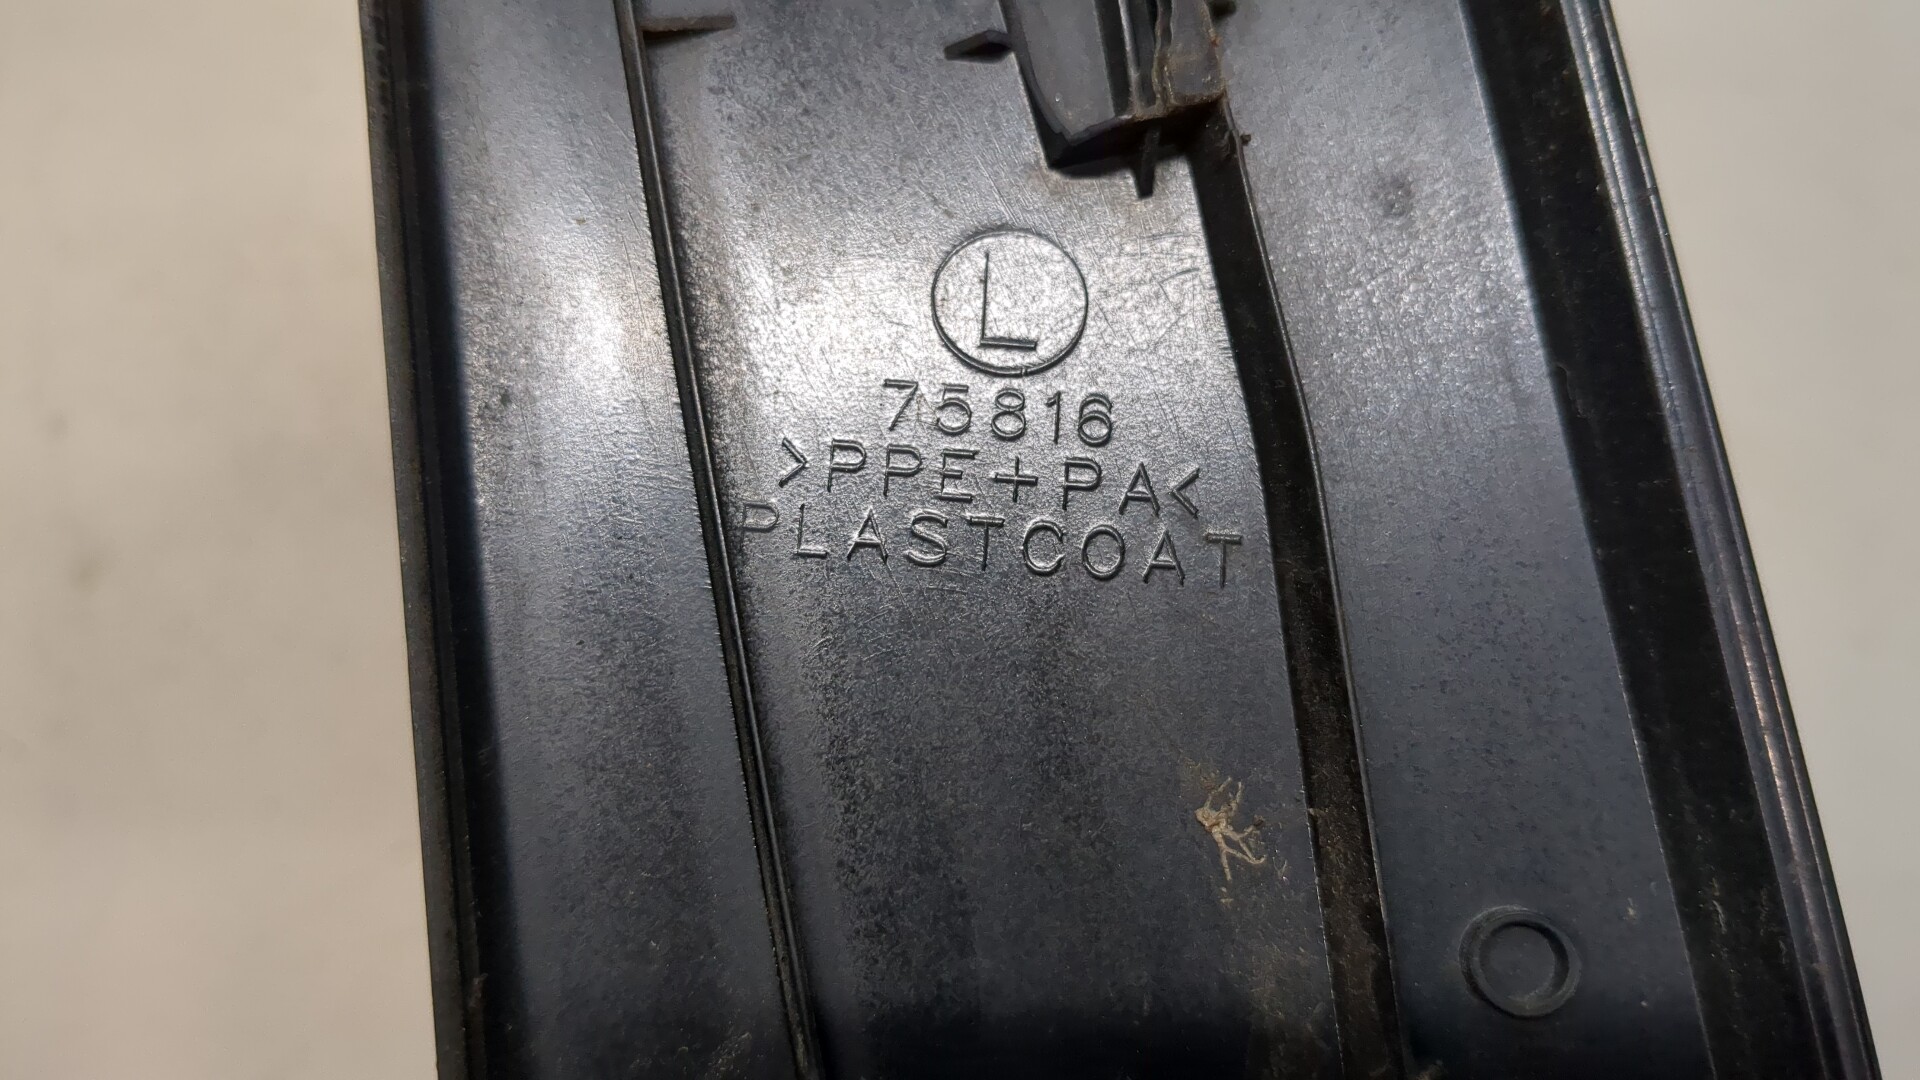 L
75816
>PPE+PA<
PLASTCOAT